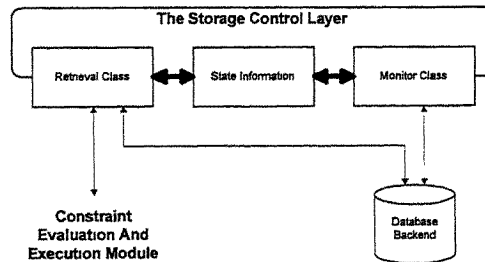 The Storage Control Layer
Retrieval Class
State Information
Monitor Class
Constraint
Evaluation And
Execution Module
Database
Backend